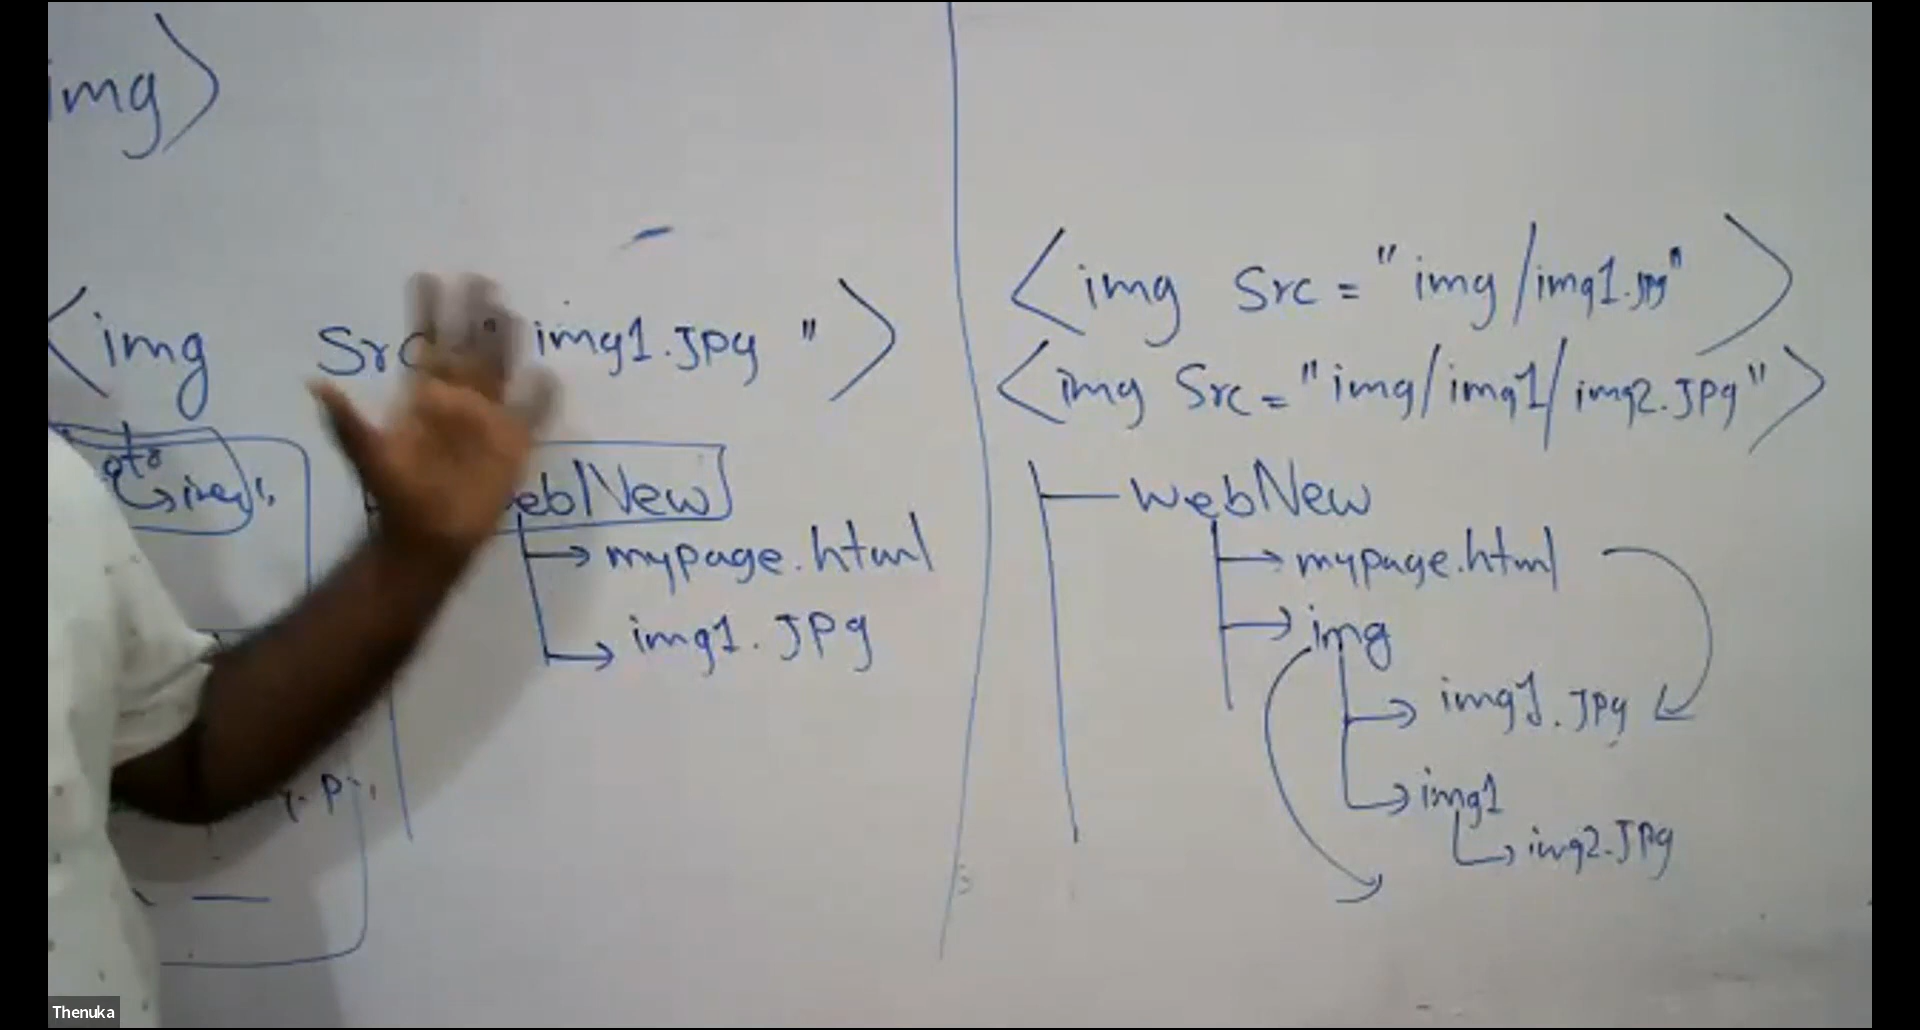 img>
<img Src "img1.JPg">
ebNew
mypage.html
img1.JPg
<img Src = "img/img1.jpg">
<img Src = "img/img1/img2.JPg">
webNew
mypage.html
img
img1.JPg
img1
img2.JPg
Thenuka